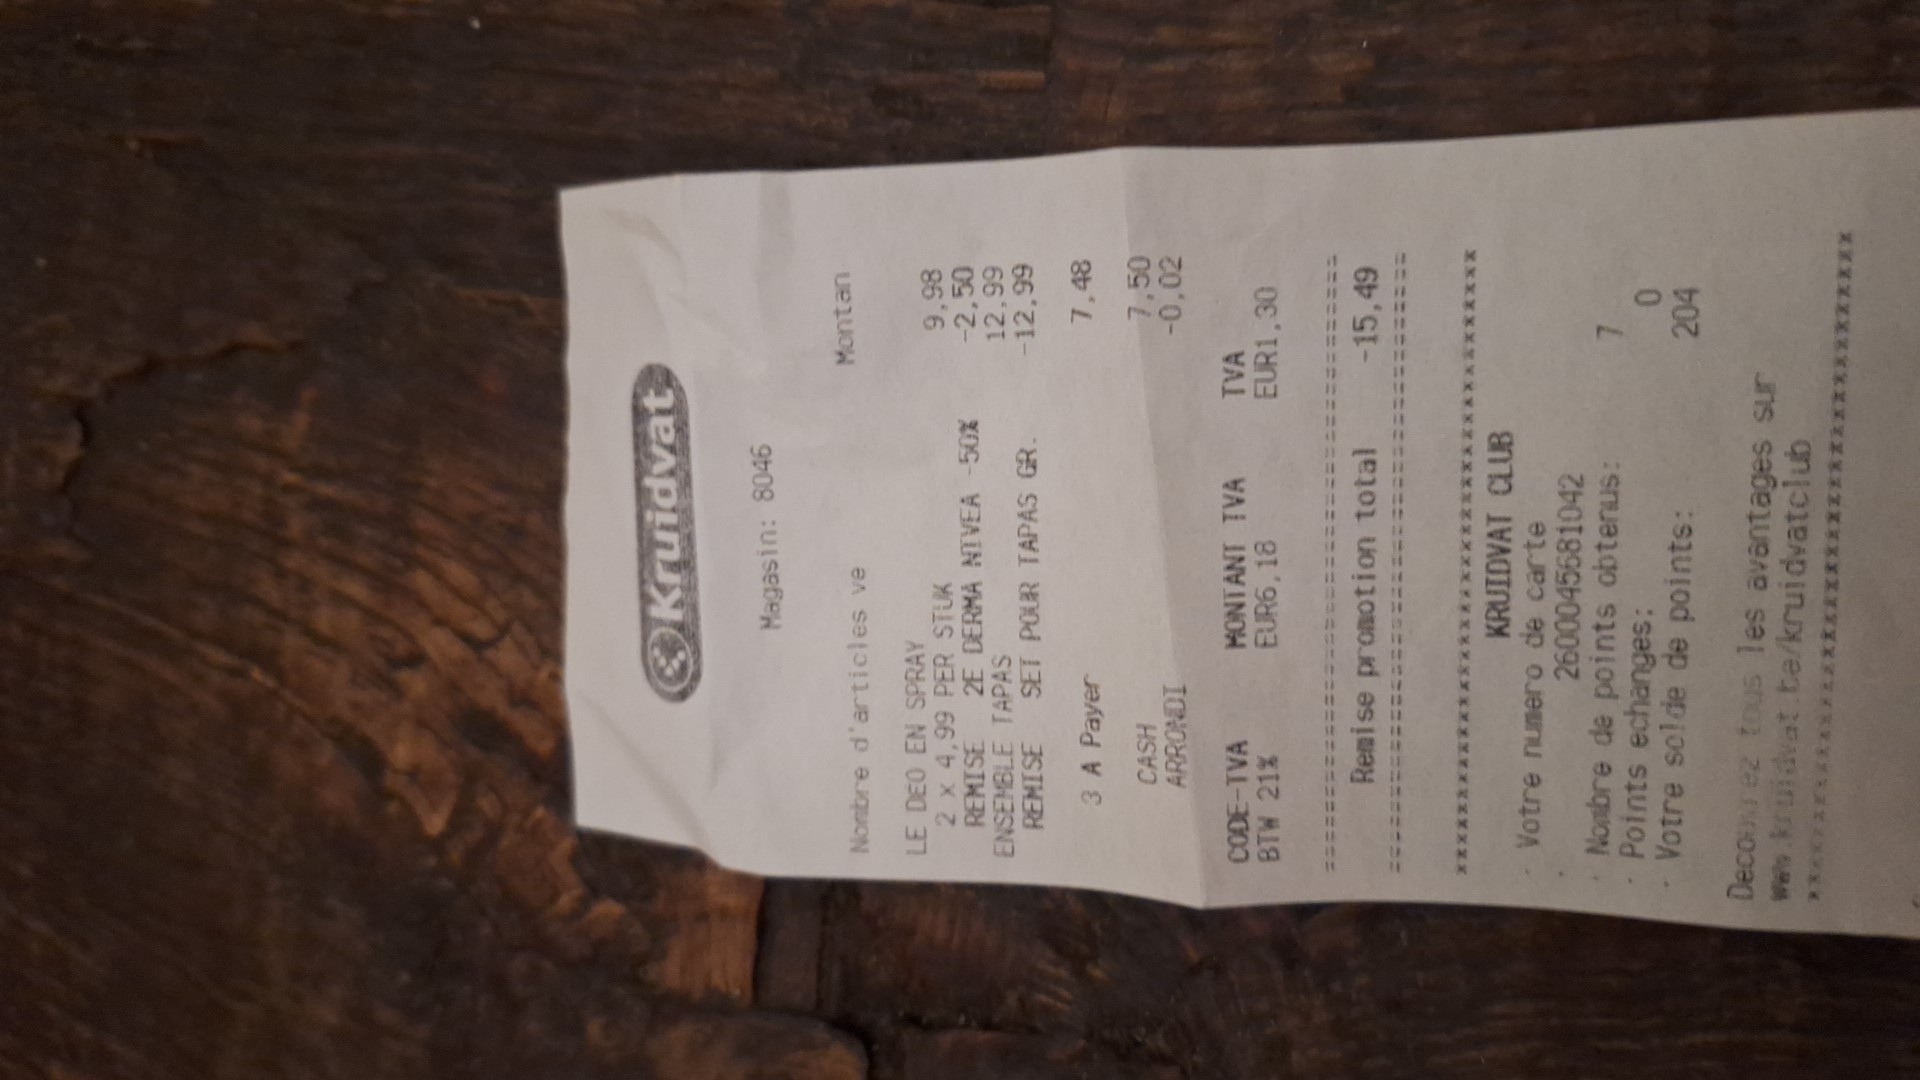 Kruidvat
Magasin: 8046
Nombre d'articles ve Montan
LE DEO EN SPRAY
2 x 4,99 PER STUK 9,98
REMISE 2E DERMA NIVEA -50% -2,50
ENSEMBLE TAPAS 12,99
REMISE SET POUR TAPAS GR. -12,99
3 A Payer 7,48
CASH 7,50
ARRONDI -0,02
CODE-TVA MONTANT TVA TVA
BTW 21% EUR6,18 EUR1,30
================================================
Remise promotion total -15,49
================================================
xxxxxxxxxxxxxxxxxxxxxxxxxxxxxxxxxxxxxxxxxxxxxxxx
KRUIDVAT CLUB
· Votre numero de carte
· 2600004568​1042
· Nombre de points obtenus: 7
· Points echanges: 0
· Votre solde de points: 204
Decouvrez tous les avantages sur
www.kruidvat.be/kruidvatclub
xxxxxxxxxxxxxxxxxxxxxxxxxxxxxxxxxxxxxxxxxxxxxxxx